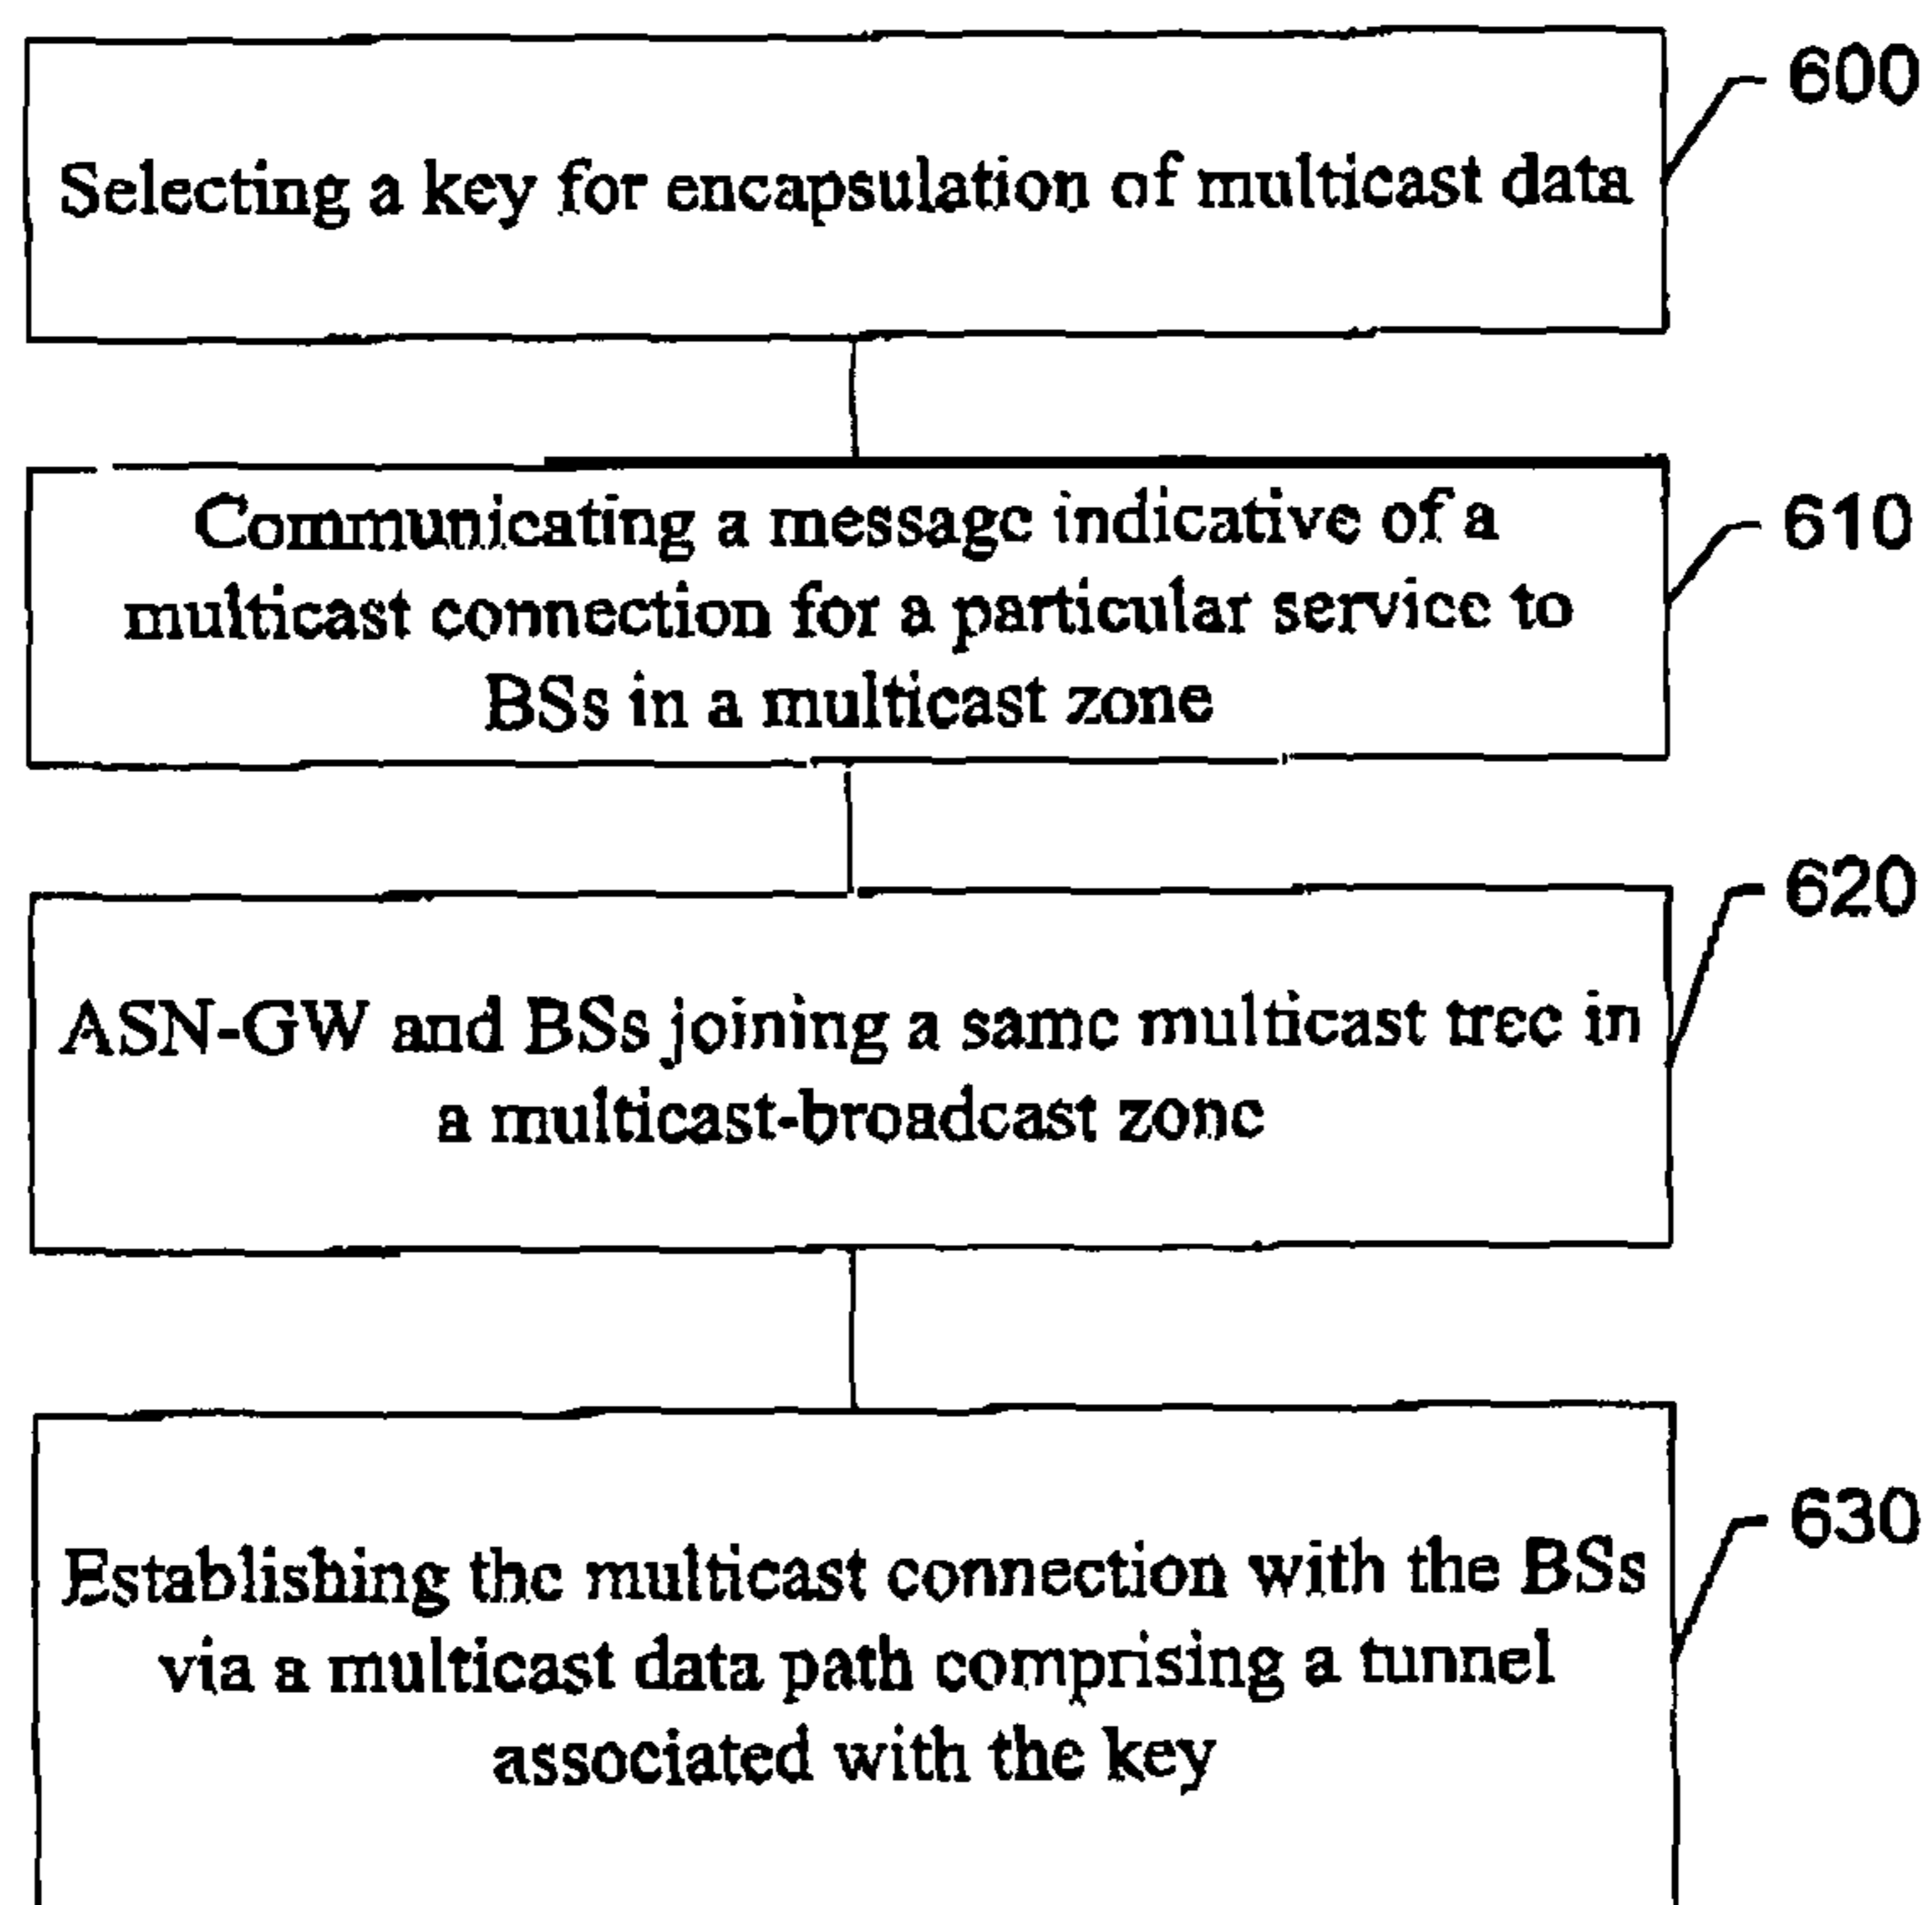 600
Selecting a key for encapsulation of multicast data
610
Communicating a message indicative of a
multicast connection for a particular service to
BSs in a multicast zone
620
ASN-GW and BSs joining a same multicast tree in
a multicast-broadcast zone
630
Establishing the multicast connection with the BSs
via a multicast data path comprising a tunnel
associated with the key